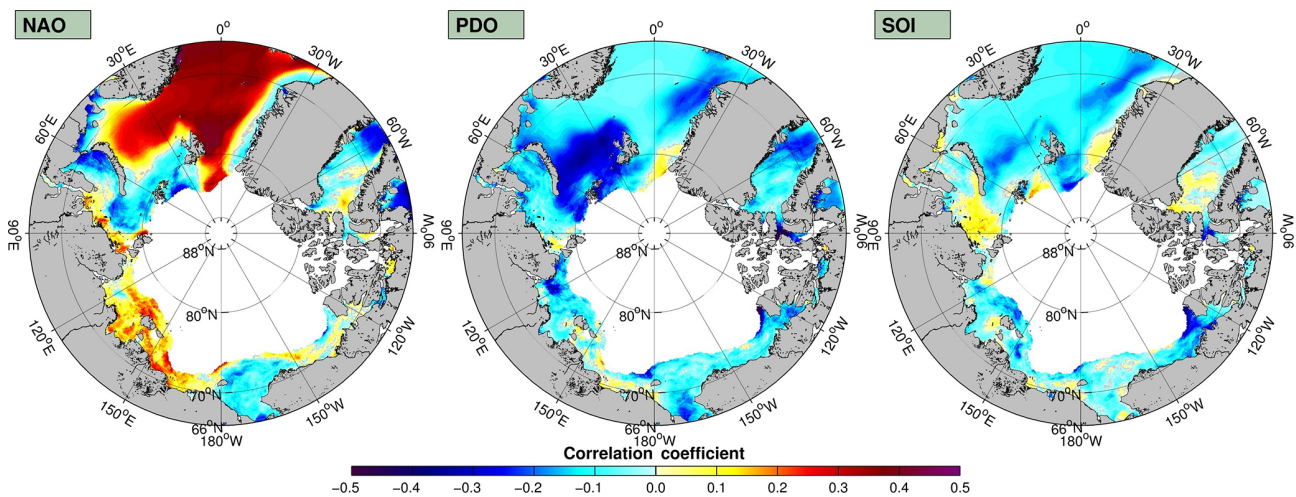 NAO
PDO
SOI
0°
30°E
30°W
60°E
60°W
90°E
90°W
88°N
80°N
120°E
120°W
70°N
150°E
150°W
66°N
180°W
0°
30°E
30°W
60°E
60°W
90°E
90°W
88°N
80°N
120°E
120°W
70°N
150°E
150°W
66°N
180°W
0°
30°E
30°W
60°E
60°W
90°E
90°W
88°N
80°N
120°E
120°W
70°N
150°E
150°W
66°N
180°W
Correlation coefficient
−0.5 −0.4 −0.3 −0.2 −0.1 0.0 0.1 0.2 0.3 0.4 0.5